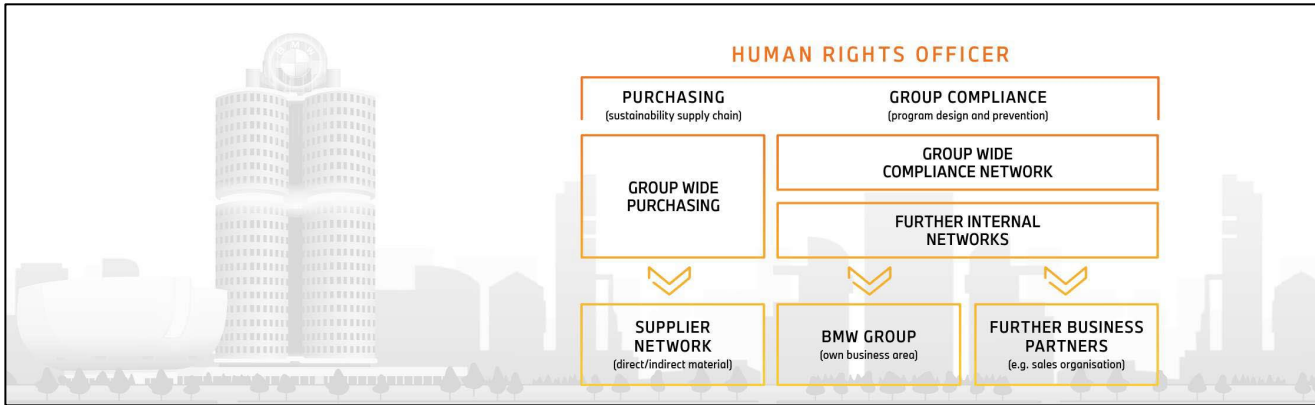 HUMAN RIGHTS OFFICER
PURCHASING
(sustainability supply chain)
GROUP COMPLIANCE
(program design and prevention)
GROUP WIDE
PURCHASING
GROUP WIDE
COMPLIANCE NETWORK
FURTHER INTERNAL
NETWORKS
SUPPLIER
NETWORK
(direct/indirect material)
BMW GROUP
(own business area)
FURTHER BUSINESS
PARTNERS
(e.g. sales organisation)
BMW